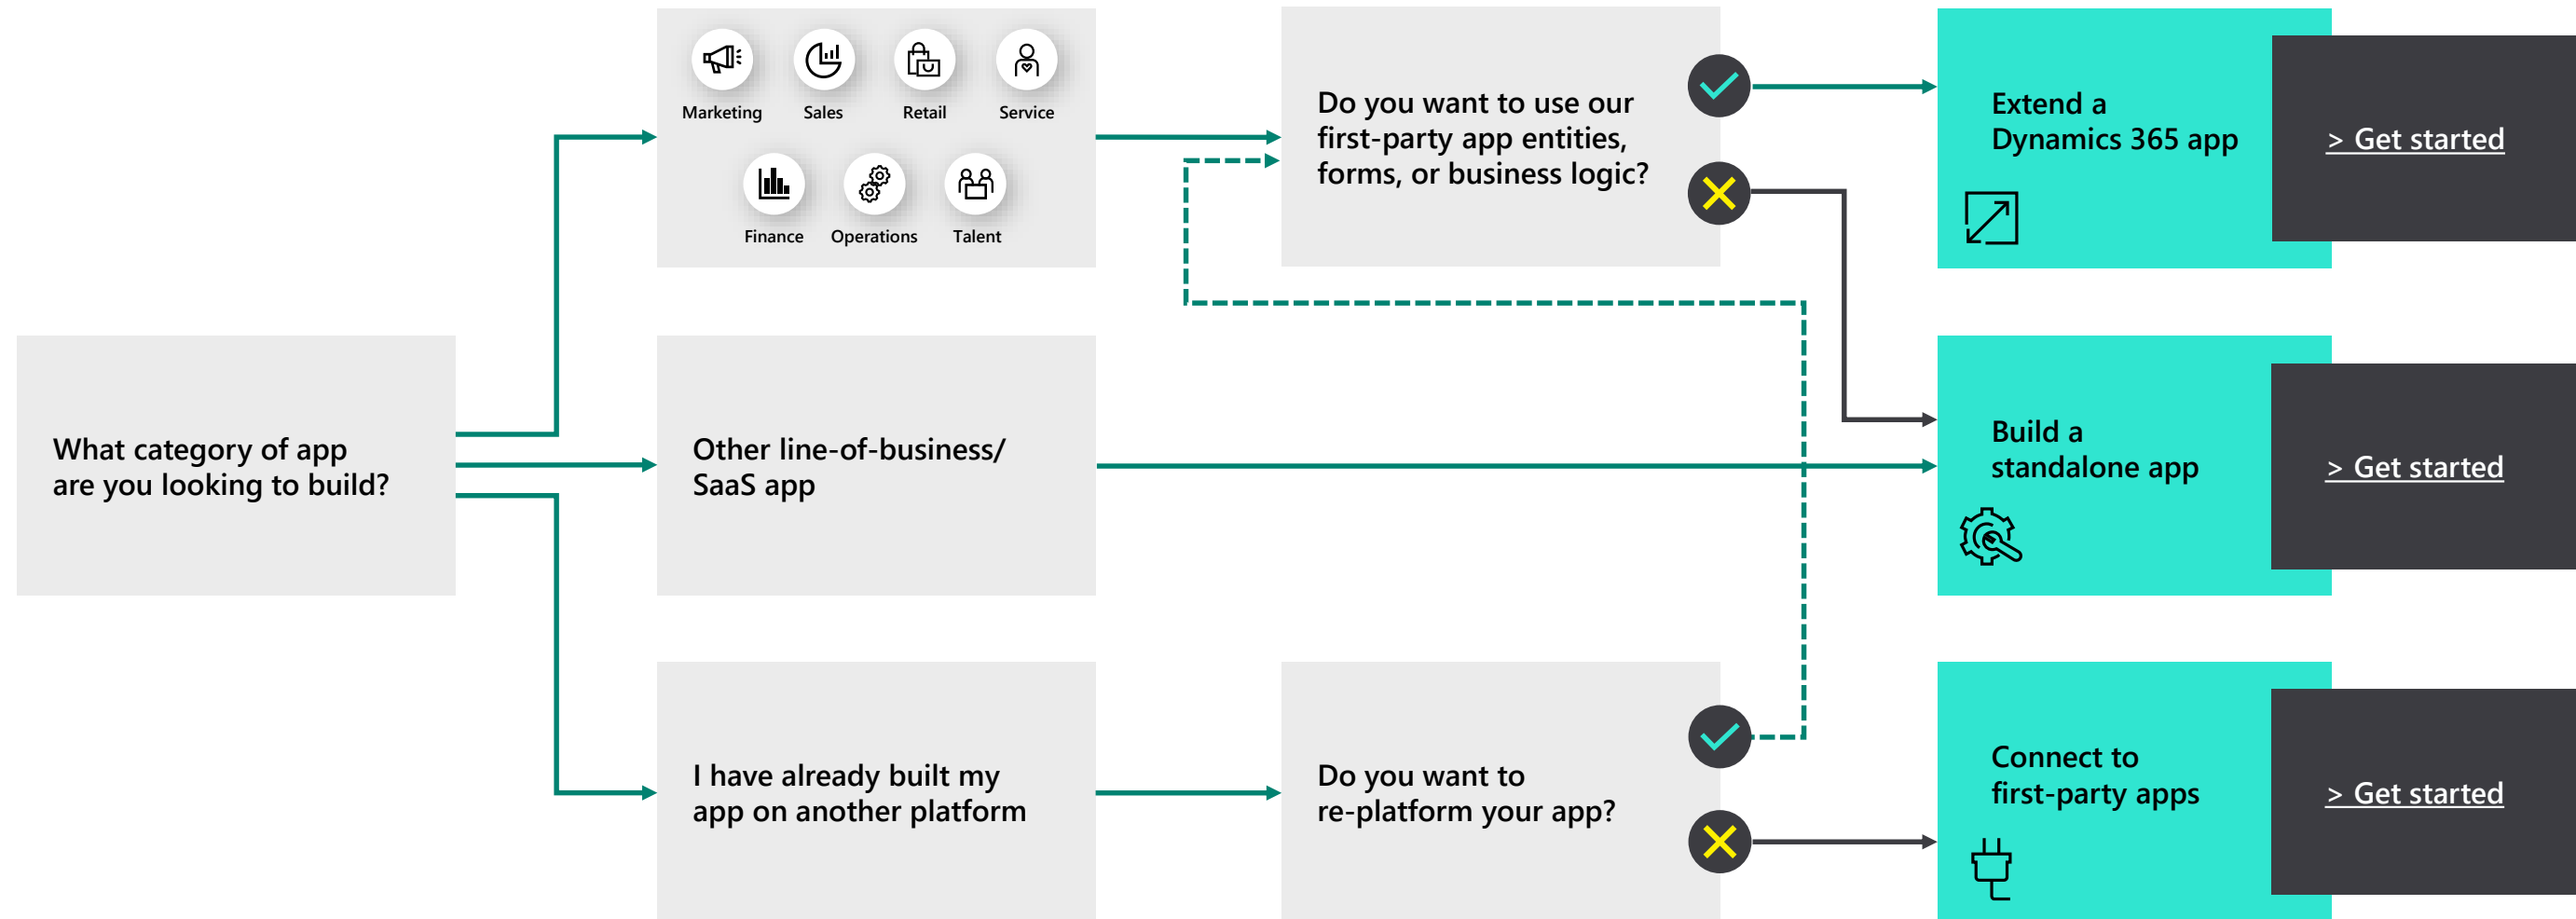 What category of app
are you looking to build?
Marketing
Sales
Retail
Service
Finance
Operations
Talent
Other line-of-business/
SaaS app
I have already built my
app on another platform
Do you want to use our
first-party app entities,
forms, or business logic?
Do you want to
re-platform your app?
Extend a
Dynamics 365 app
> Get started
Build a
standalone app
> Get started
Connect to
first-party apps
> Get started